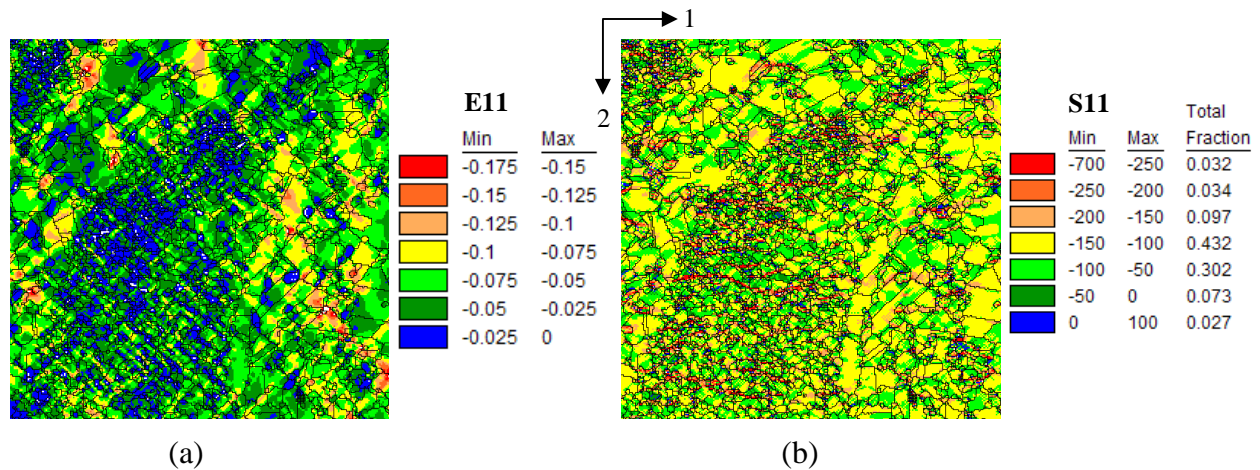 1
2
E11
Min Max
-0.175 -0.15
-0.15 -0.125
-0.125 -0.1
-0.1 -0.075
-0.075 -0.05
-0.05 -0.025
-0.025 0
S11
Total
Min Max Fraction
-700 -250 0.032
-250 -200 0.034
-200 -150 0.097
-150 -100 0.432
-100 -50 0.302
-50 0 0.073
0 100 0.027
(a)
(b)